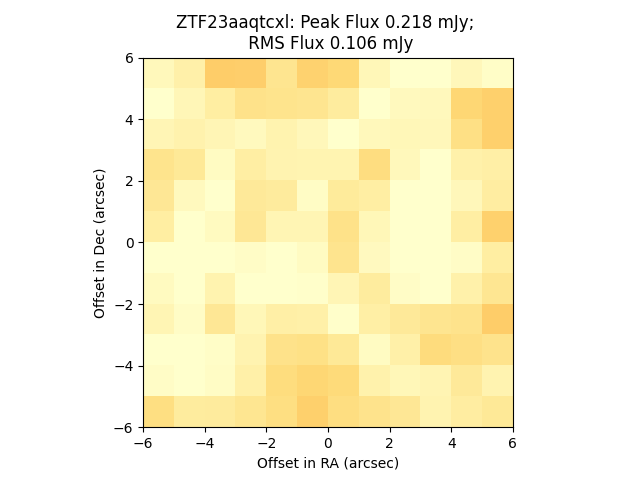 ZTF23aaqtcxl: Peak Flux 0.218 mJy;
RMS Flux 0.106 mJy
6
4
2
0
−2
−4
−6
Offset in Dec (arcsec)
−6 −4 −2 0 2 4 6
Offset in RA (arcsec)